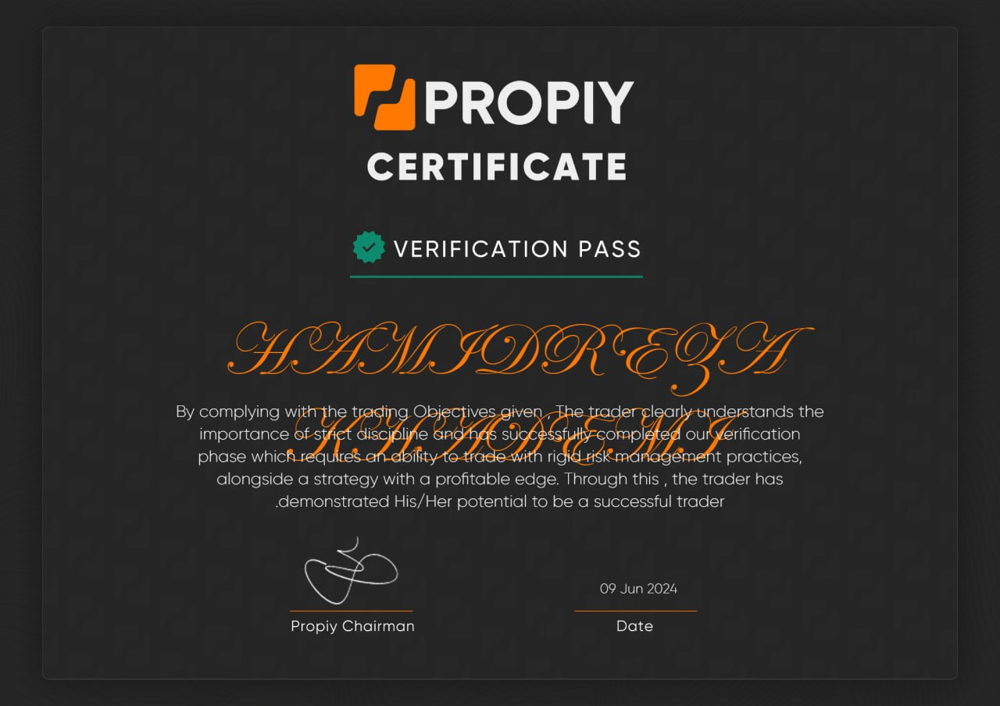 PROPIY
CERTIFICATE
VERIFICATION PASS
HAMIDREZA
KHADEMI
By complying with the trading Objectives given , The trader clearly understands the
importance of strict discipline and has successfully completed our verification
phase which requires an ability to trade with rigid risk management practices,
alongside a strategy with a profitable edge. Through this , the trader has
.demonstrated His/Her potential to be a successful trader
09 Jun 2024
Propiy Chairman
Date